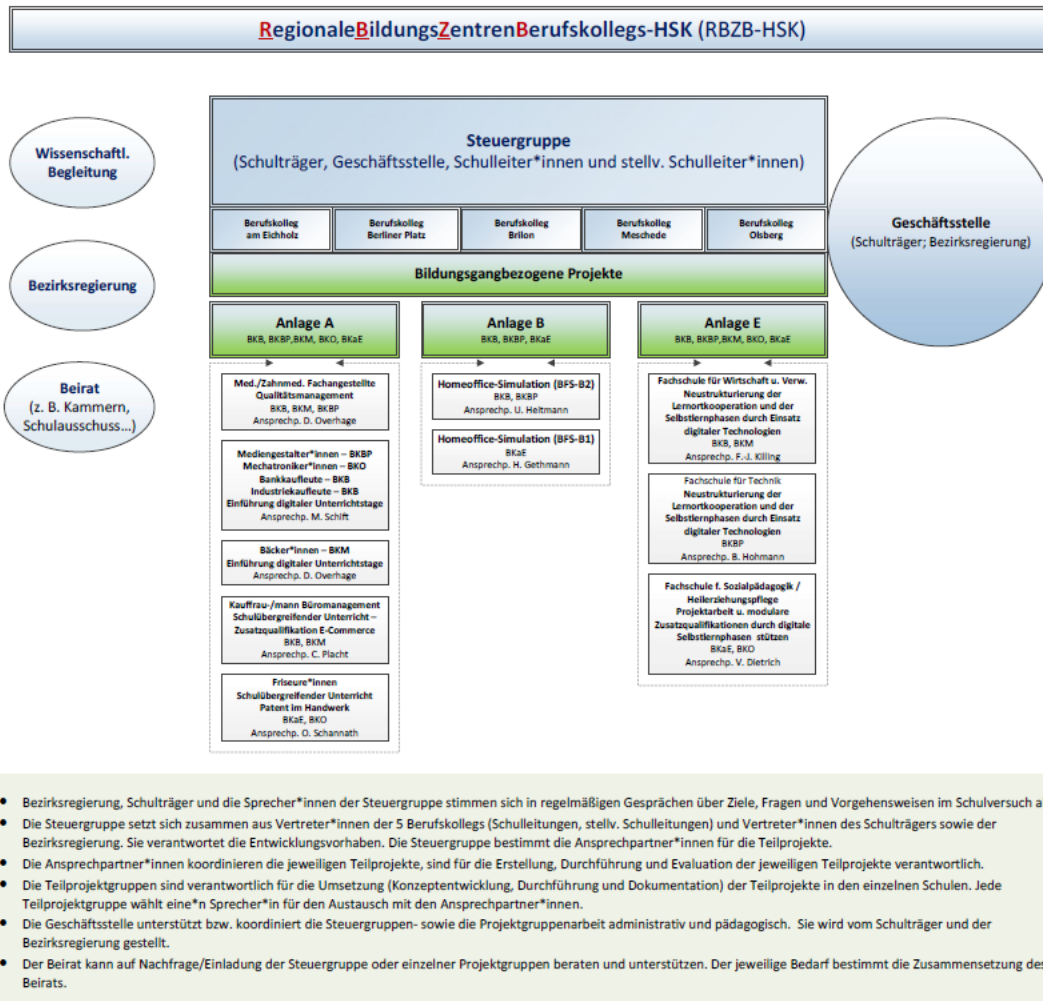 RegionaleBildungsZentrenBerufskollegs-HSK (RBZB-HSK)
Wissenschaftl.
Begleitung
Bezirksregierung
Beirat
(z. B. Kammern,
Schulausschuss...)
Steuergruppe
(Schulträger, Geschäftsstelle, Schulleiter*innen und stellv. Schulleiter*innen)
Berufskolleg
am Eichholz
Berufskolleg
Berliner Platz
Berufskolleg
Brilon
Berufskolleg
Meschede
Berufskolleg
Olsberg
Geschäftsstelle
(Schulträger; Bezirksregierung)
Bildungsgangbezogene Projekte
Anlage A
BKB, BKBP,BKM, BKO, BKaE
Med./Zahnmed. Fachangestellte
Qualitätsmanagement
BKB, BKM, BKBP
Ansprechp. D. Overhage
Mediengestalter*innen – BKBP
Mechatroniker*innen – BKO
Bankkaufleute – BKB
Industriekaufleute – BKB
Einführung digitaler Unterrichtstage
Ansprechp. M. Schift
Bäcker*innen – BKM
Einführung digitaler Unterrichtstage
Ansprechp. D. Overhage
Kauffrau-/mann Büromanagement
Schulübergreifender Unterricht –
Zusatzqualifikation E-Commerce
BKB, BKM
Ansprechp. C. Placht
Friseure*innen
Schulübergreifender Unterricht
Patent im Handwerk
BKaE, BKO
Ansprechp. O. Schannath
Anlage B
BKB, BKBP, BKaE
Homeoffice-Simulation (BFS-B2)
BKB, BKBP
Ansprechp. U. Heltmann
Homeoffice-Simulation (BFS-B1)
BKaE
Ansprechp. H. Gethmann
Anlage E
BKB, BKBP,BKM, BKO, BKaE
Fachschule für Wirtschaft u. Verw.
Neustrukturierung der
Lernortkooperation und der
Selbstlernphasen durch Einsatz
digitaler Technologien
BKB, BKM
Ansprechp. F.-J. Killing
Fachschule für Technik
Neustrukturierung der
Lernortkooperation und der
Selbstlernphasen durch Einsatz
digitaler Technologien
BKBP
Ansprechp. B. Hohmann
Fachschule f. Sozialpädagogik /
Heilerziehungspflege
Projektarbeit u. modulare
Zusatzqualifikationen durch digitale
Selbstlernphasen stützen
BKaE, BKO
Ansprechp. V. Dietrich
• Bezirksregierung, Schulträger und die Sprecher*innen der Steuergruppe stimmen sich in regelmäßigen Gesprächen über Ziele, Fragen und Vorgehensweisen im Schulversuch a
• Die Steuergruppe setzt sich zusammen aus Vertreter*innen der 5 Berufskollegs (Schulleitungen, stellv. Schulleitungen) und Vertreter*innen des Schulträgers sowie der
Bezirksregierung. Sie verantwortet die Entwicklungsvorhaben. Die Steuergruppe bestimmt die Ansprechpartner*innen für die Teilprojekte.
• Die Ansprechpartner*innen koordinieren die jeweiligen Teilprojekte, sind für die Erstellung, Durchführung und Evaluation der jeweiligen Teilprojekte verantwortlich.
• Die Teilprojektgruppen sind verantwortlich für die Umsetzung (Konzeptentwicklung, Durchführung und Dokumentation) der Teilprojekte in den einzelnen Schulen. Jede
Teilprojektgruppe wählt eine*n Sprecher*in für den Austausch mit den Ansprechpartner*innen.
• Die Geschäftsstelle unterstützt bzw. koordiniert die Steuergruppen- sowie die Projektgruppenarbeit administrativ und pädagogisch. Sie wird vom Schulträger und der
Bezirksregierung gestellt.
• Der Beirat kann auf Nachfrage/Einladung der Steuergruppe oder einzelner Projektgruppen beraten und unterstützen. Der jeweilige Bedarf bestimmt die Zusammensetzung des
Beirats.